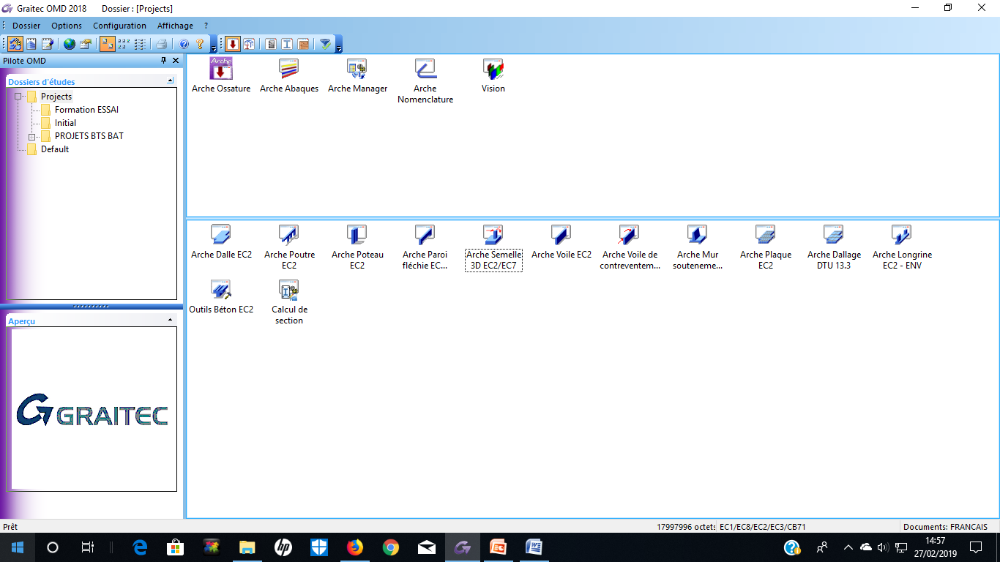 Graitec OMD 2018 Dossier : [Projects]
Dossier Options Configuration Affichage ?
Pilote OMD
Dossiers d'études
Projects
Formation ESSAI
Initial
PROJETS BTS BAT
Default
Aperçu
GRAITEC
Arche
Arche Ossature
Arche Abaques
Arche Manager
Arche
Nomenclature
Vision
Arche Dalle EC2
Arche Poutre
EC2
Arche Poteau
EC2
Arche Paroi
fléchie EC...
Arche Semelle
3D EC2/EC7
Arche Voile EC2
Arche Voile de
contreventem...
Arche Mur
souteneme...
Arche Plaque
EC2
Arche Dallage
DTU 13.3
Arche Longrine
EC2 - ENV
Outils Béton EC2
Calcul de
section
Prêt 17997996 octets EC1/EC8/EC2/EC3/CB71 Documents: FRANCAIS
14:57
27/02/2019